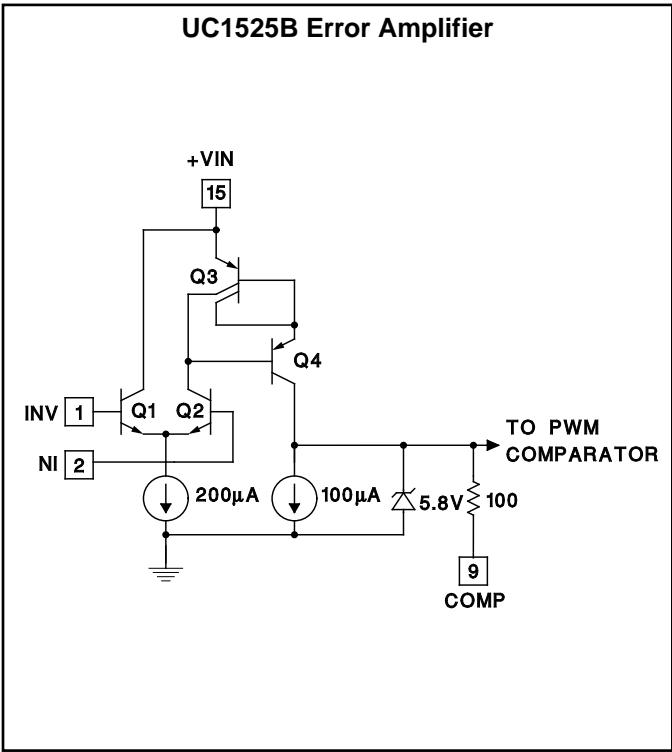 UC1525B Error Amplifier
+VIN
15
Q3
Q4
INV 1 Q1 Q2
NI 2
TO PWM
COMPARATOR
200µA 100µA 5.8V 100
9
COMP